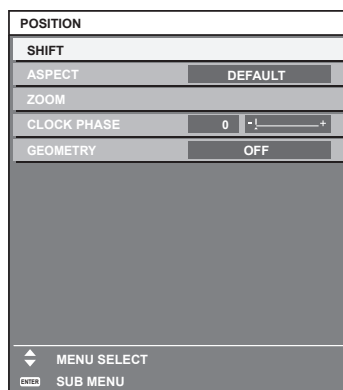 POSITION
SHIFT
ASPECT DEFAULT
ZOOM
CLOCK PHASE 0 - +
GEOMETRY OFF
MENU SELECT
ENTER SUB MENU